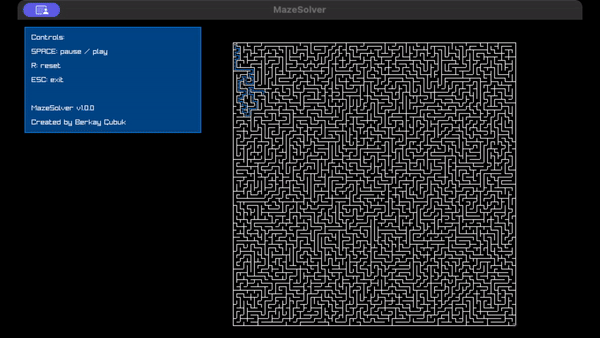 MazeSolver
Controls:
SPACE: pause / play
R: reset
ESC: exit
MazeSolver v1.0.0
Created by Berkay Cubuk